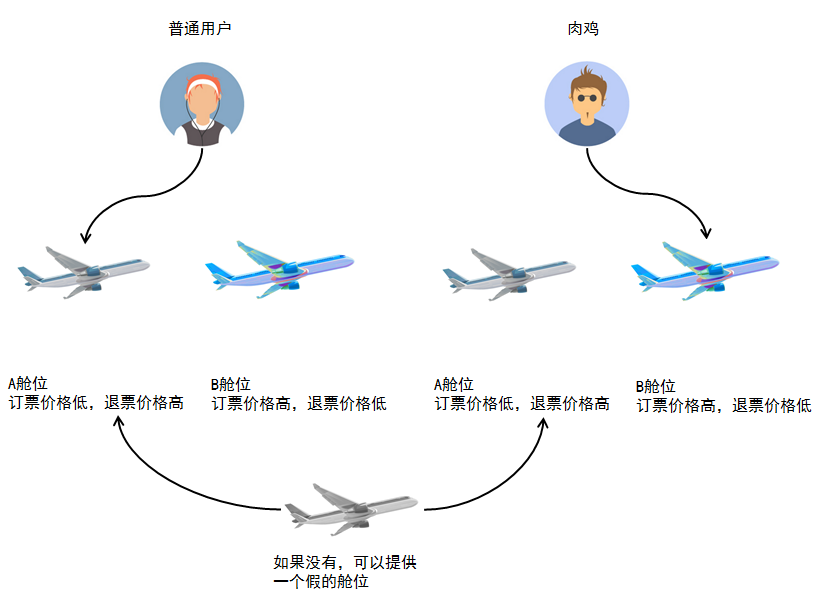 普通用户
肉鸡
A舱位
订票价格低，退票价格高
B舱位
订票价格高，退票价格低
A舱位
订票价格低，退票价格高
B舱位
订票价格高，退票价格低
如果没有，可以提供
一个假的舱位